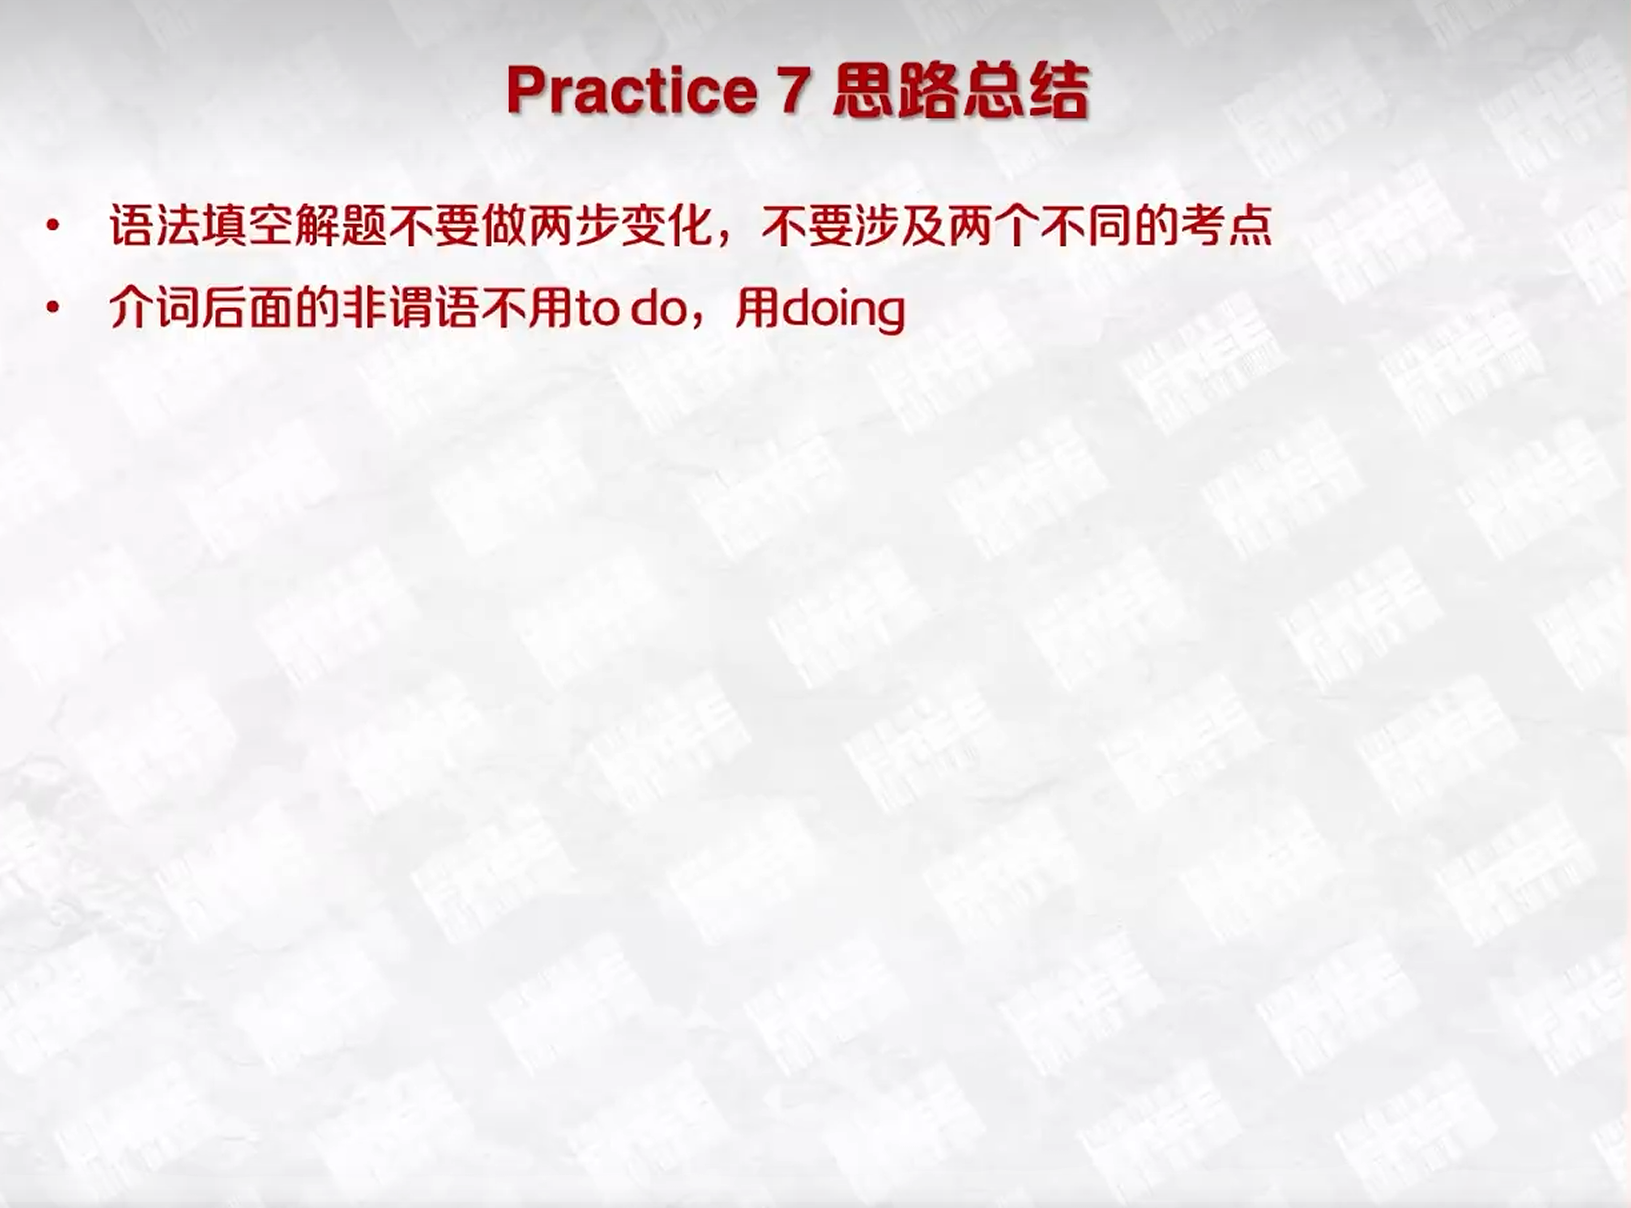 Practice 7 思路总结
• 语法填空解题不要做两步变化，不要涉及两个不同的考点
• 介词后面的非谓语不用to do，用doing